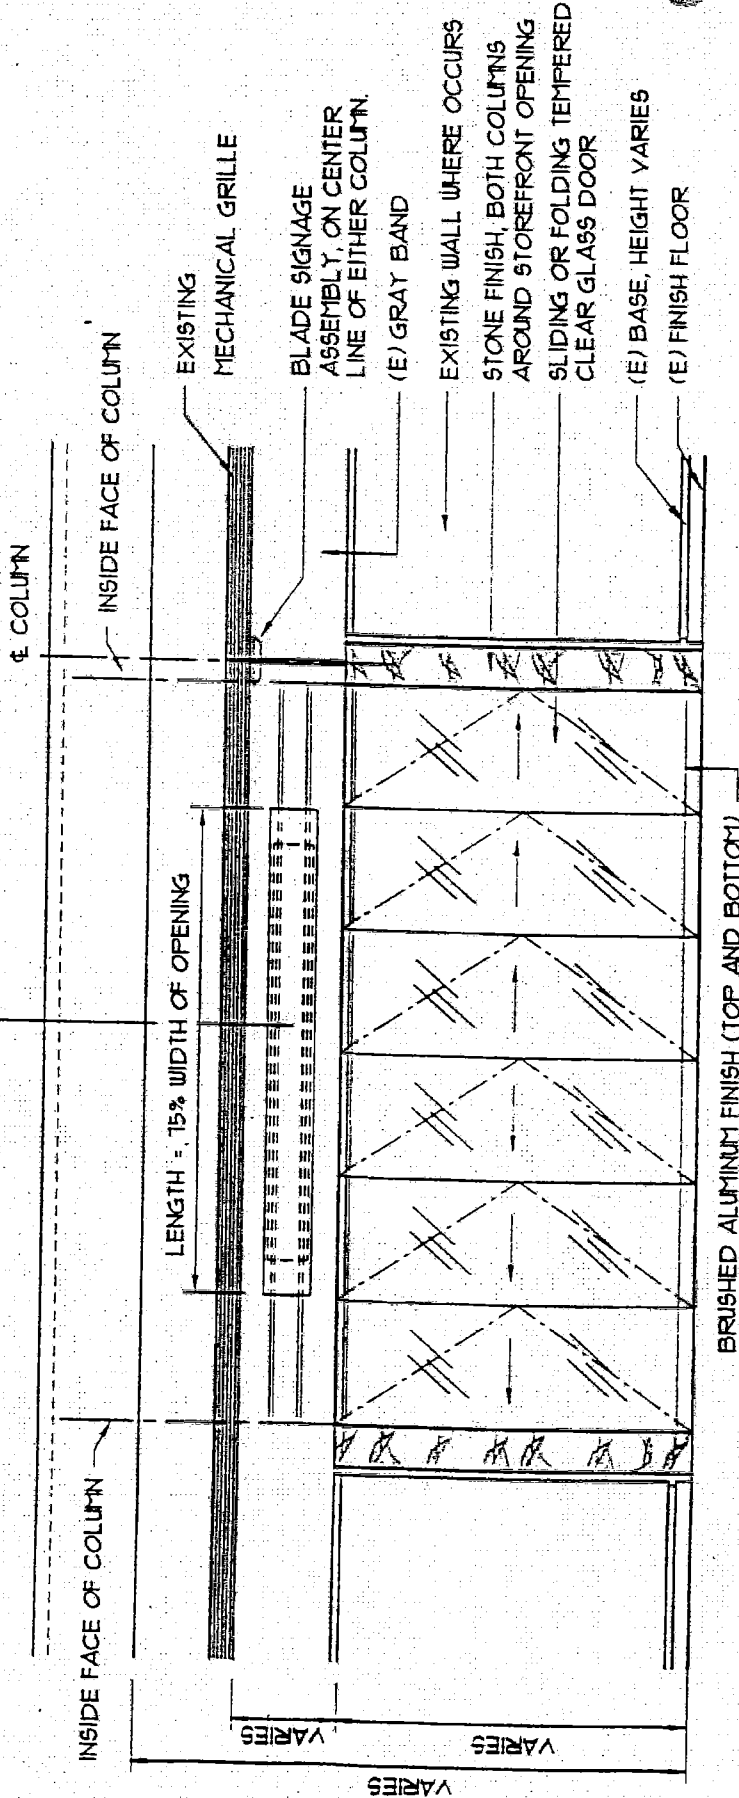 ℄ COLUMN
INSIDE FACE OF COLUMN
EXISTING
MECHANICAL GRILLE
BLADE SIGNAGE
ASSEMBLY, ON CENTER
LINE OF EITHER COLUMN.
(E) GRAY BAND
EXISTING WALL WHERE OCCURS
STONE FINISH, BOTH COLUMNS
AROUND STOREFRONT OPENING
SLIDING OR FOLDING TEMPERED
CLEAR GLASS DOOR
(E) BASE, HEIGHT VARIES
(E) FINISH FLOOR
LENGTH = .75% WIDTH OF OPENING
INSIDE FACE OF COLUMN
VARIES
VARIES
VARIES
BRUSHED ALUMINUM FINISH (TOP AND BOTTOM)